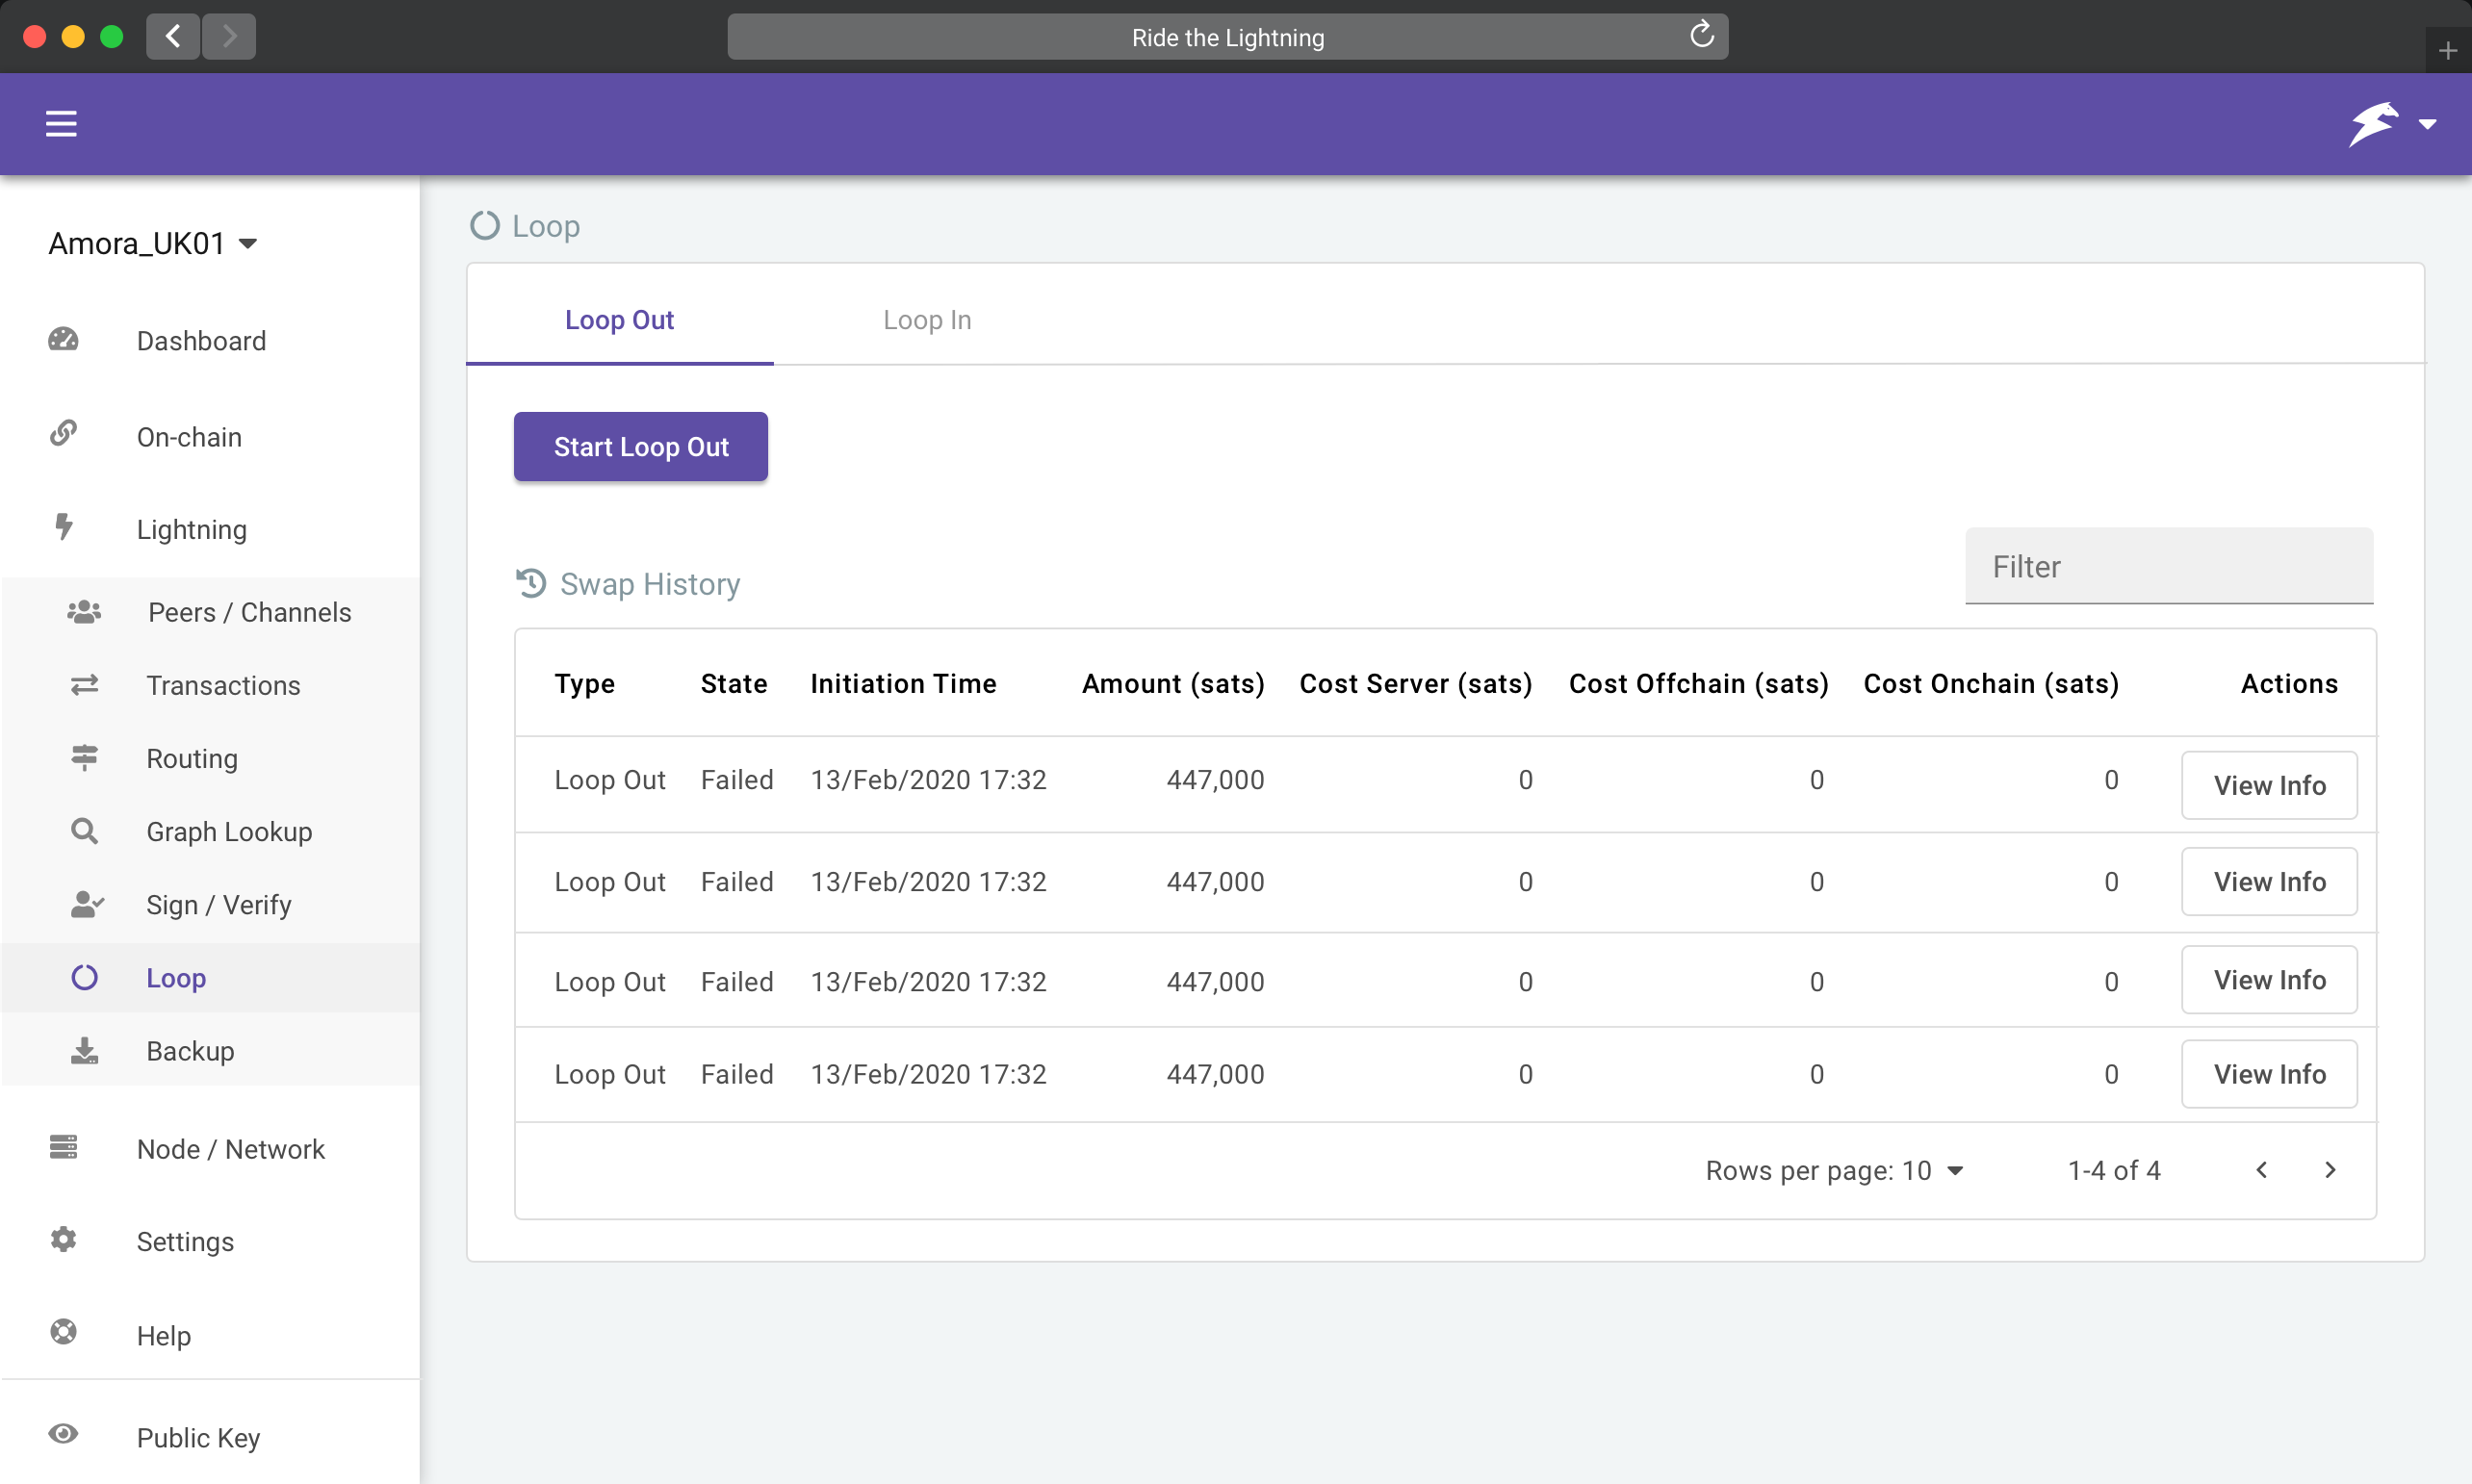 Ride the Lightning
Amora_UK01
Dashboard
On-chain
Lightning
Peers / Channels
Transactions
Routing
Graph Lookup
Sign / Verify
Loop
Backup
Node / Network
Settings
Help
Public Key
Loop
Loop Out Loop In
Start Loop Out
Swap History
Filter
Type State Initiation Time Amount (sats) Cost Server (sats) Cost Offchain (sats) Cost Onchain (sats) Actions
Loop Out Failed 13/Feb/2020 17:32 447,000 0 0 0 View Info
Loop Out Failed 13/Feb/2020 17:32 447,000 0 0 0 View Info
Loop Out Failed 13/Feb/2020 17:32 447,000 0 0 0 View Info
Loop Out Failed 13/Feb/2020 17:32 447,000 0 0 0 View Info
Rows per page: 10 1-4 of 4